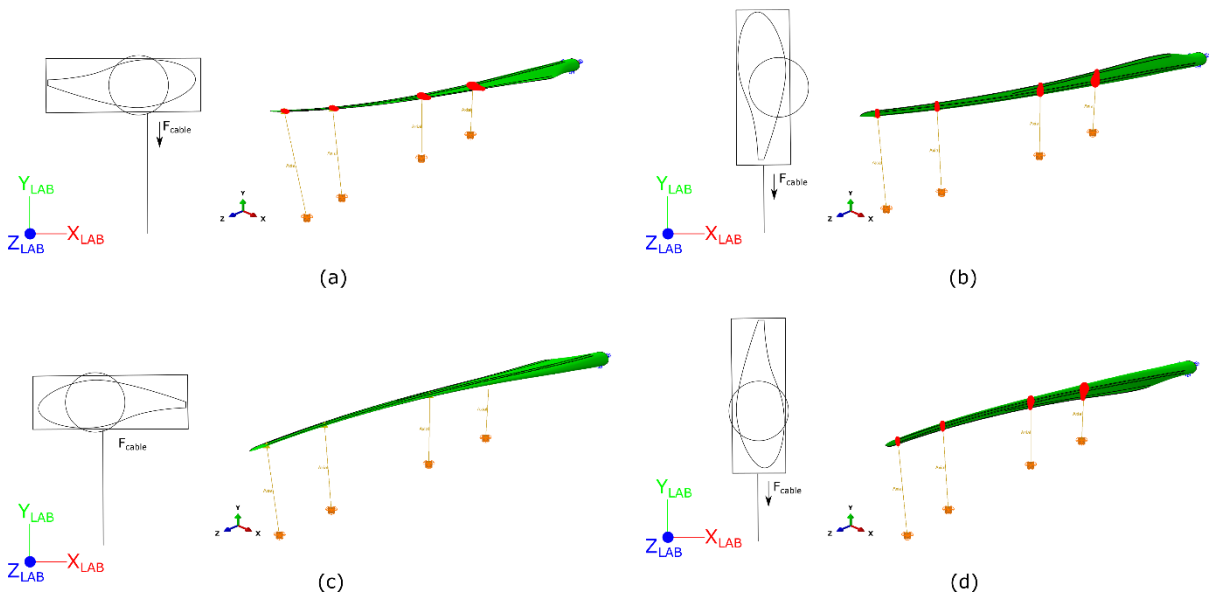 F_cable
Y_LAB
Z_LAB
X_LAB
Y
Z
X
(a)
F_cable
Y_LAB
Z_LAB
X_LAB
Y
Z
X
(b)
F_cable
Y_LAB
Z_LAB
X_LAB
Y
Z
X
(c)
F_cable
Y_LAB
Z_LAB
X_LAB
Y
Z
X
(d)